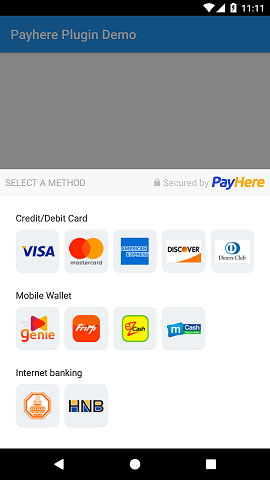 11:11
Payhere Plugin Demo
SELECT A METHOD
Secured by PayHere
Credit/Debit Card
VISA
mastercard
AMERICAN EXPRESS
DISCOVER
Diners Club
Mobile Wallet
genie
FriMi
eZ Cash
mCash
Internet banking
HNB